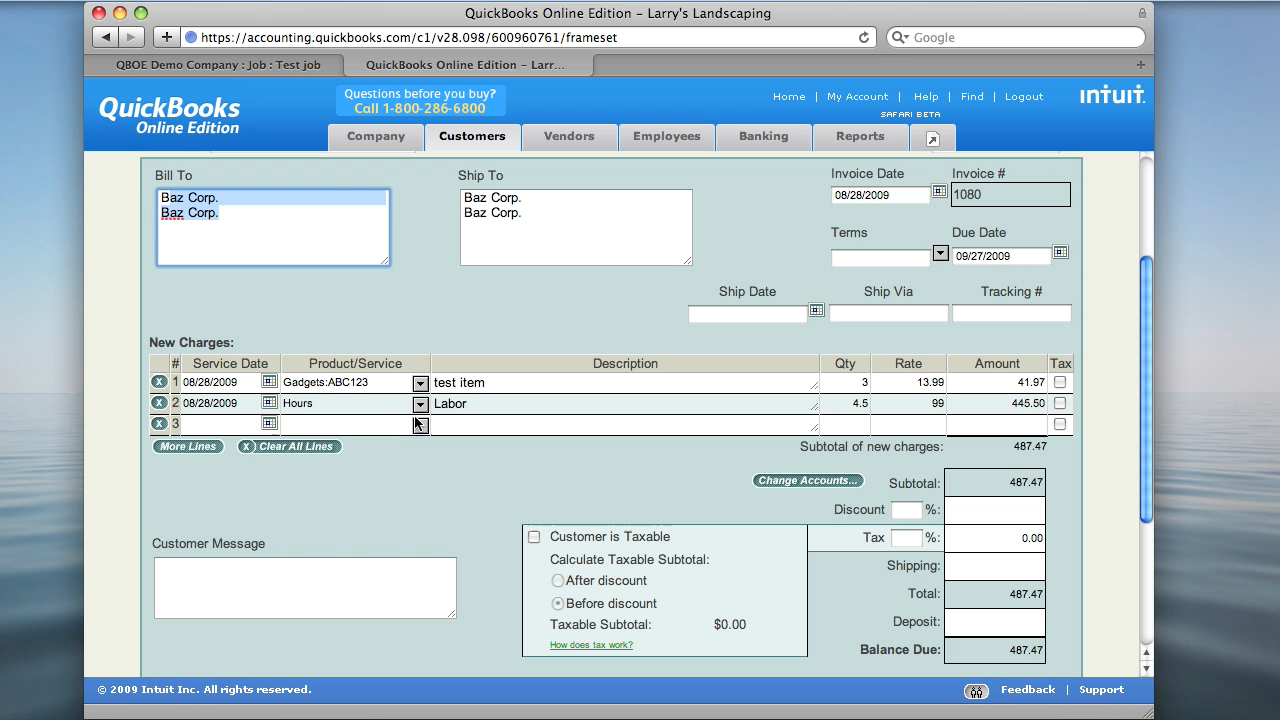 QuickBooks Online Edition – Larry's Landscaping
https://accounting.quickbooks.com/c1/v28.098/600960761/frameset
Google
QBOE Demo Company : Job : Test job
QuickBooks Online Edition – Larr...
QuickBooks
Online Edition
Questions before you buy?
Call 1-800-286-6800
Home | My Account | Help | Find | Logout
SAFARI BETA
intuit.
Company
Customers
Vendors
Employees
Banking
Reports
Bill To
Ship To
Invoice Date
Invoice #
Baz Corp.
Baz Corp.
Baz Corp.
Baz Corp.
08/28/2009
1080
Terms
Due Date
09/27/2009
Ship Date
Ship Via
Tracking #
New Charges:
# Service Date Product/Service Description Qty Rate Amount Tax
X 1 08/28/2009 Gadgets:ABC123 test item 3 13.99 41.97
X 2 08/28/2009 Hours Labor 4.5 99 445.50
X 3
More Lines
X Clear All Lines
Subtotal of new charges: 487.47
Change Accounts...
Subtotal: 487.47
Discount %:
Tax %: 0.00
Shipping:
Total: 487.47
Deposit:
Balance Due: 487.47
Customer Message
Customer is Taxable
Calculate Taxable Subtotal:
After discount
Before discount
Taxable Subtotal: $0.00
How does tax work?
© 2009 Intuit Inc. All rights reserved.
Feedback | Support